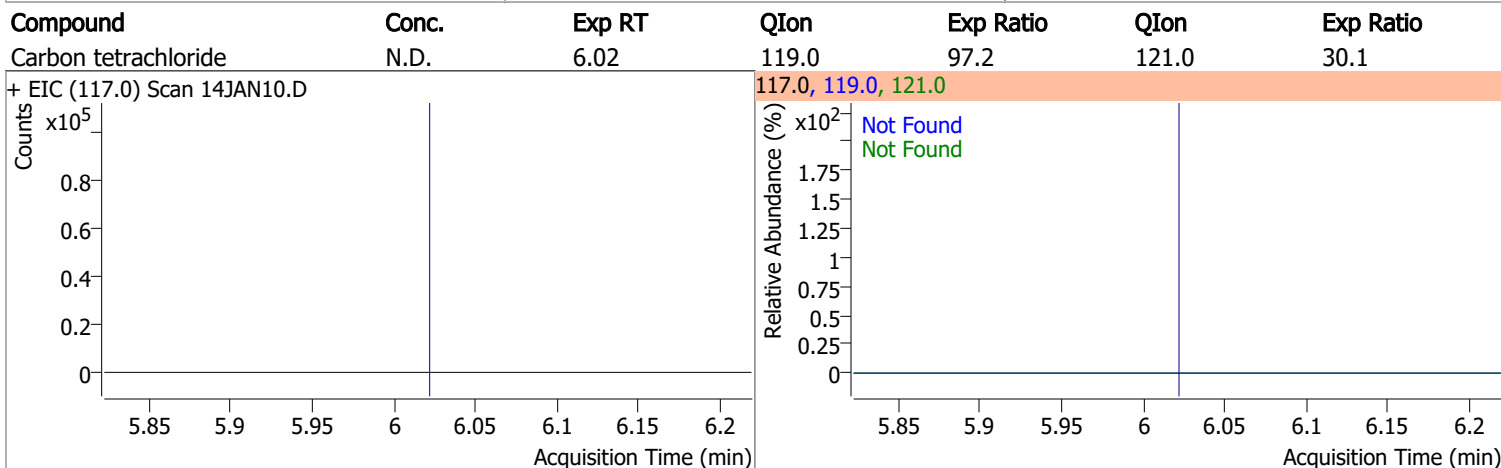 Compound Conc. Exp RT QIon Exp Ratio QIon Exp Ratio
Carbon tetrachloride N.D. 6.02 119.0 97.2 121.0 30.1
+ EIC (117.0) Scan 14JAN10.D
Counts
x10⁵
0.8
0.6
0.4
0.2
0
5.85 5.9 5.95 6 6.05 6.1 6.15 6.2
Acquisition Time (min)
117.0, 119.0, 121.0
Relative Abundance (%)
x10²
Not Found
Not Found
1.75
1.5
1.25
1
0.75
0.5
0.25
0
5.85 5.9 5.95 6 6.05 6.1 6.15 6.2
Acquisition Time (min)